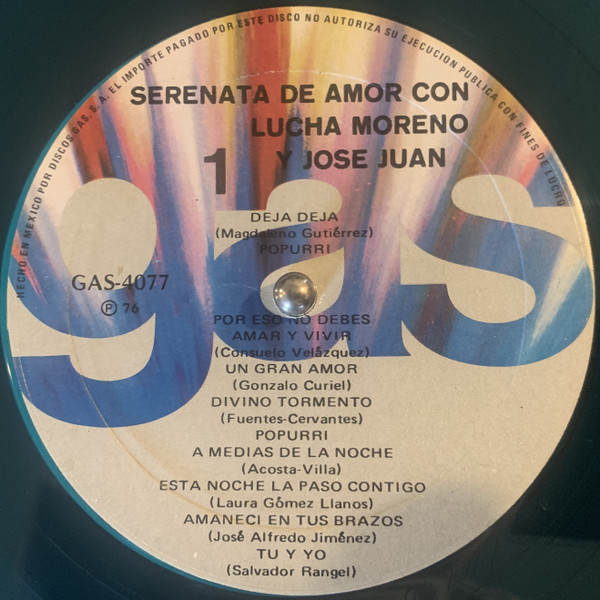 HECHO EN MEXICO POR DISCOS GAS, S. A. EL IMPORTE PAGADO POR ESTE DISCO NO AUTORIZA SU EJECUCION PUBLICA CON FINES DE LUCRO
SERENATA DE AMOR CON
LUCHA MORENO
Y JOSE JUAN
1
gas
DEJA DEJA
(Magdaleno Gutiérrez)
POPURRI
GAS-4077
Ⓟ 76
POR ESO NO DEBES
AMAR Y VIVIR
(Consuelo Velázquez)
UN GRAN AMOR
(Gonzalo Curiel)
DIVINO TORMENTO
(Fuentes-Cervantes)
POPURRI
A MEDIAS DE LA NOCHE
(Acosta-Villa)
ESTA NOCHE LA PASO CONTIGO
(Laura Gómez Llanos)
AMANECI EN TUS BRAZOS
(José Alfredo Jiménez)
TU Y YO
(Salvador Rangel)